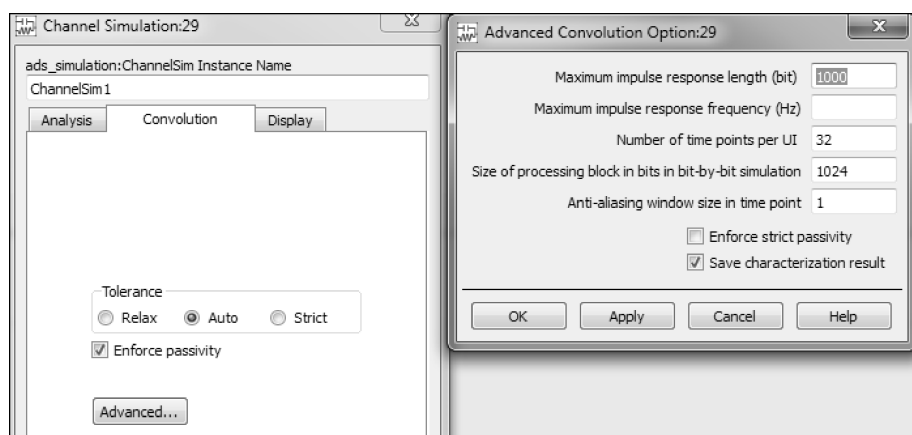 Channel Simulation:29
ads_simulation:ChannelSim Instance Name
ChannelSim1
Analysis Convolution Display
Tolerance
Relax Auto Strict
Enforce passivity
Advanced...
Advanced Convolution Option:29
Maximum impulse response length (bit) 1000
Maximum impulse response frequency (Hz)
Number of time points per UI 32
Size of processing block in bits in bit-by-bit simulation 1024
Anti-aliasing window size in time point 1
Enforce strict passivity
Save characterization result
OK Apply Cancel Help